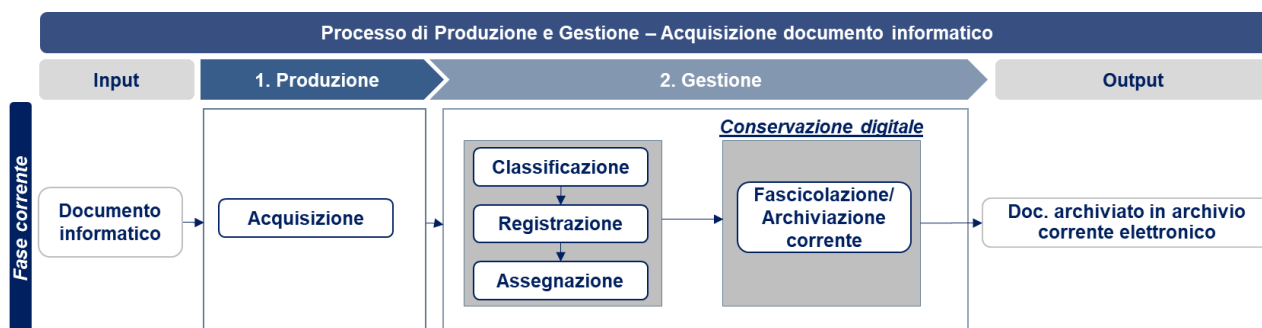 Processo di Produzione e Gestione – Acquisizione documento informatico
Input
1. Produzione
2. Gestione
Output
Fase corrente
Documento
informatico
Acquisizione
Classificazione
Registrazione
Assegnazione
Conservazione digitale
Fascicolazione/
Archiviazione
corrente
Doc. archiviato in archivio
corrente elettronico